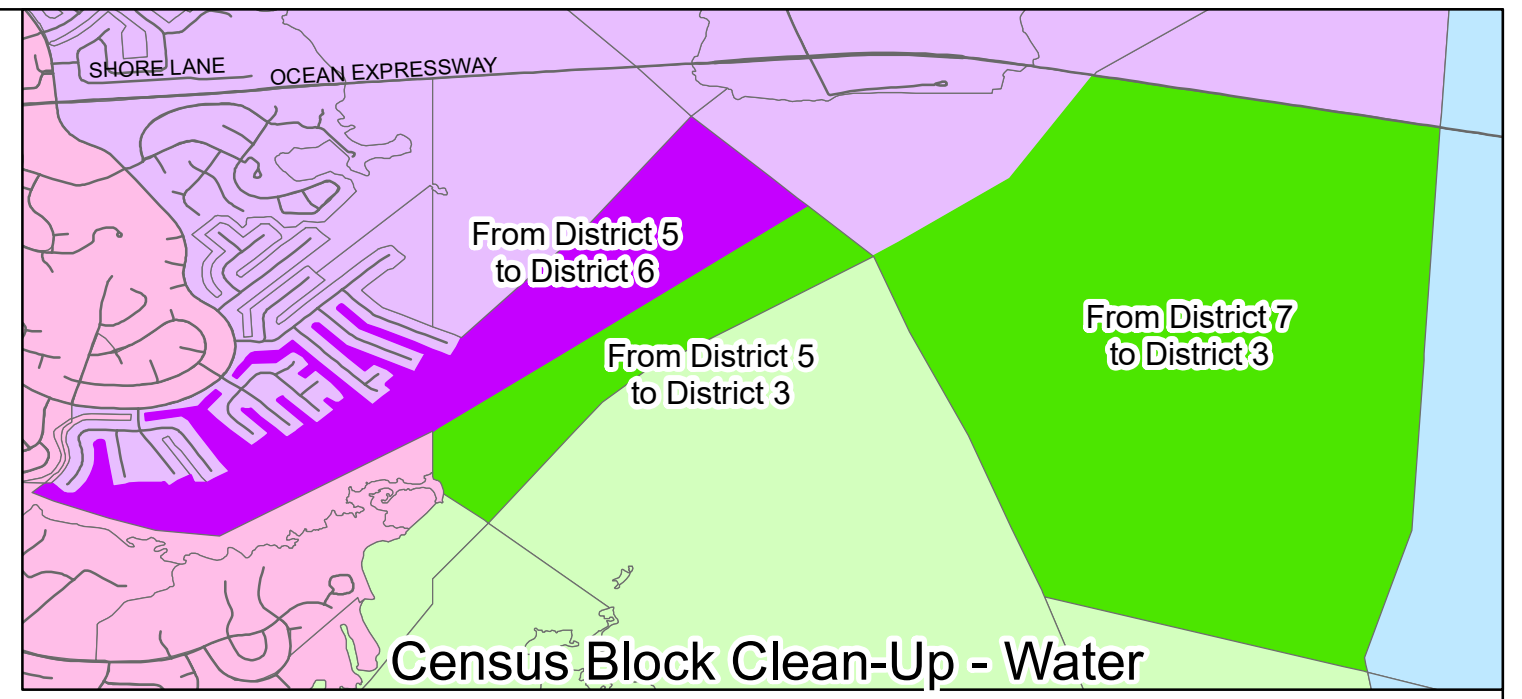 SHORE LANE
OCEAN EXPRESSWAY
From District 5
to District 6
From District 5
to District 3
From District 7
to District 3
Census Block Clean-Up - Water